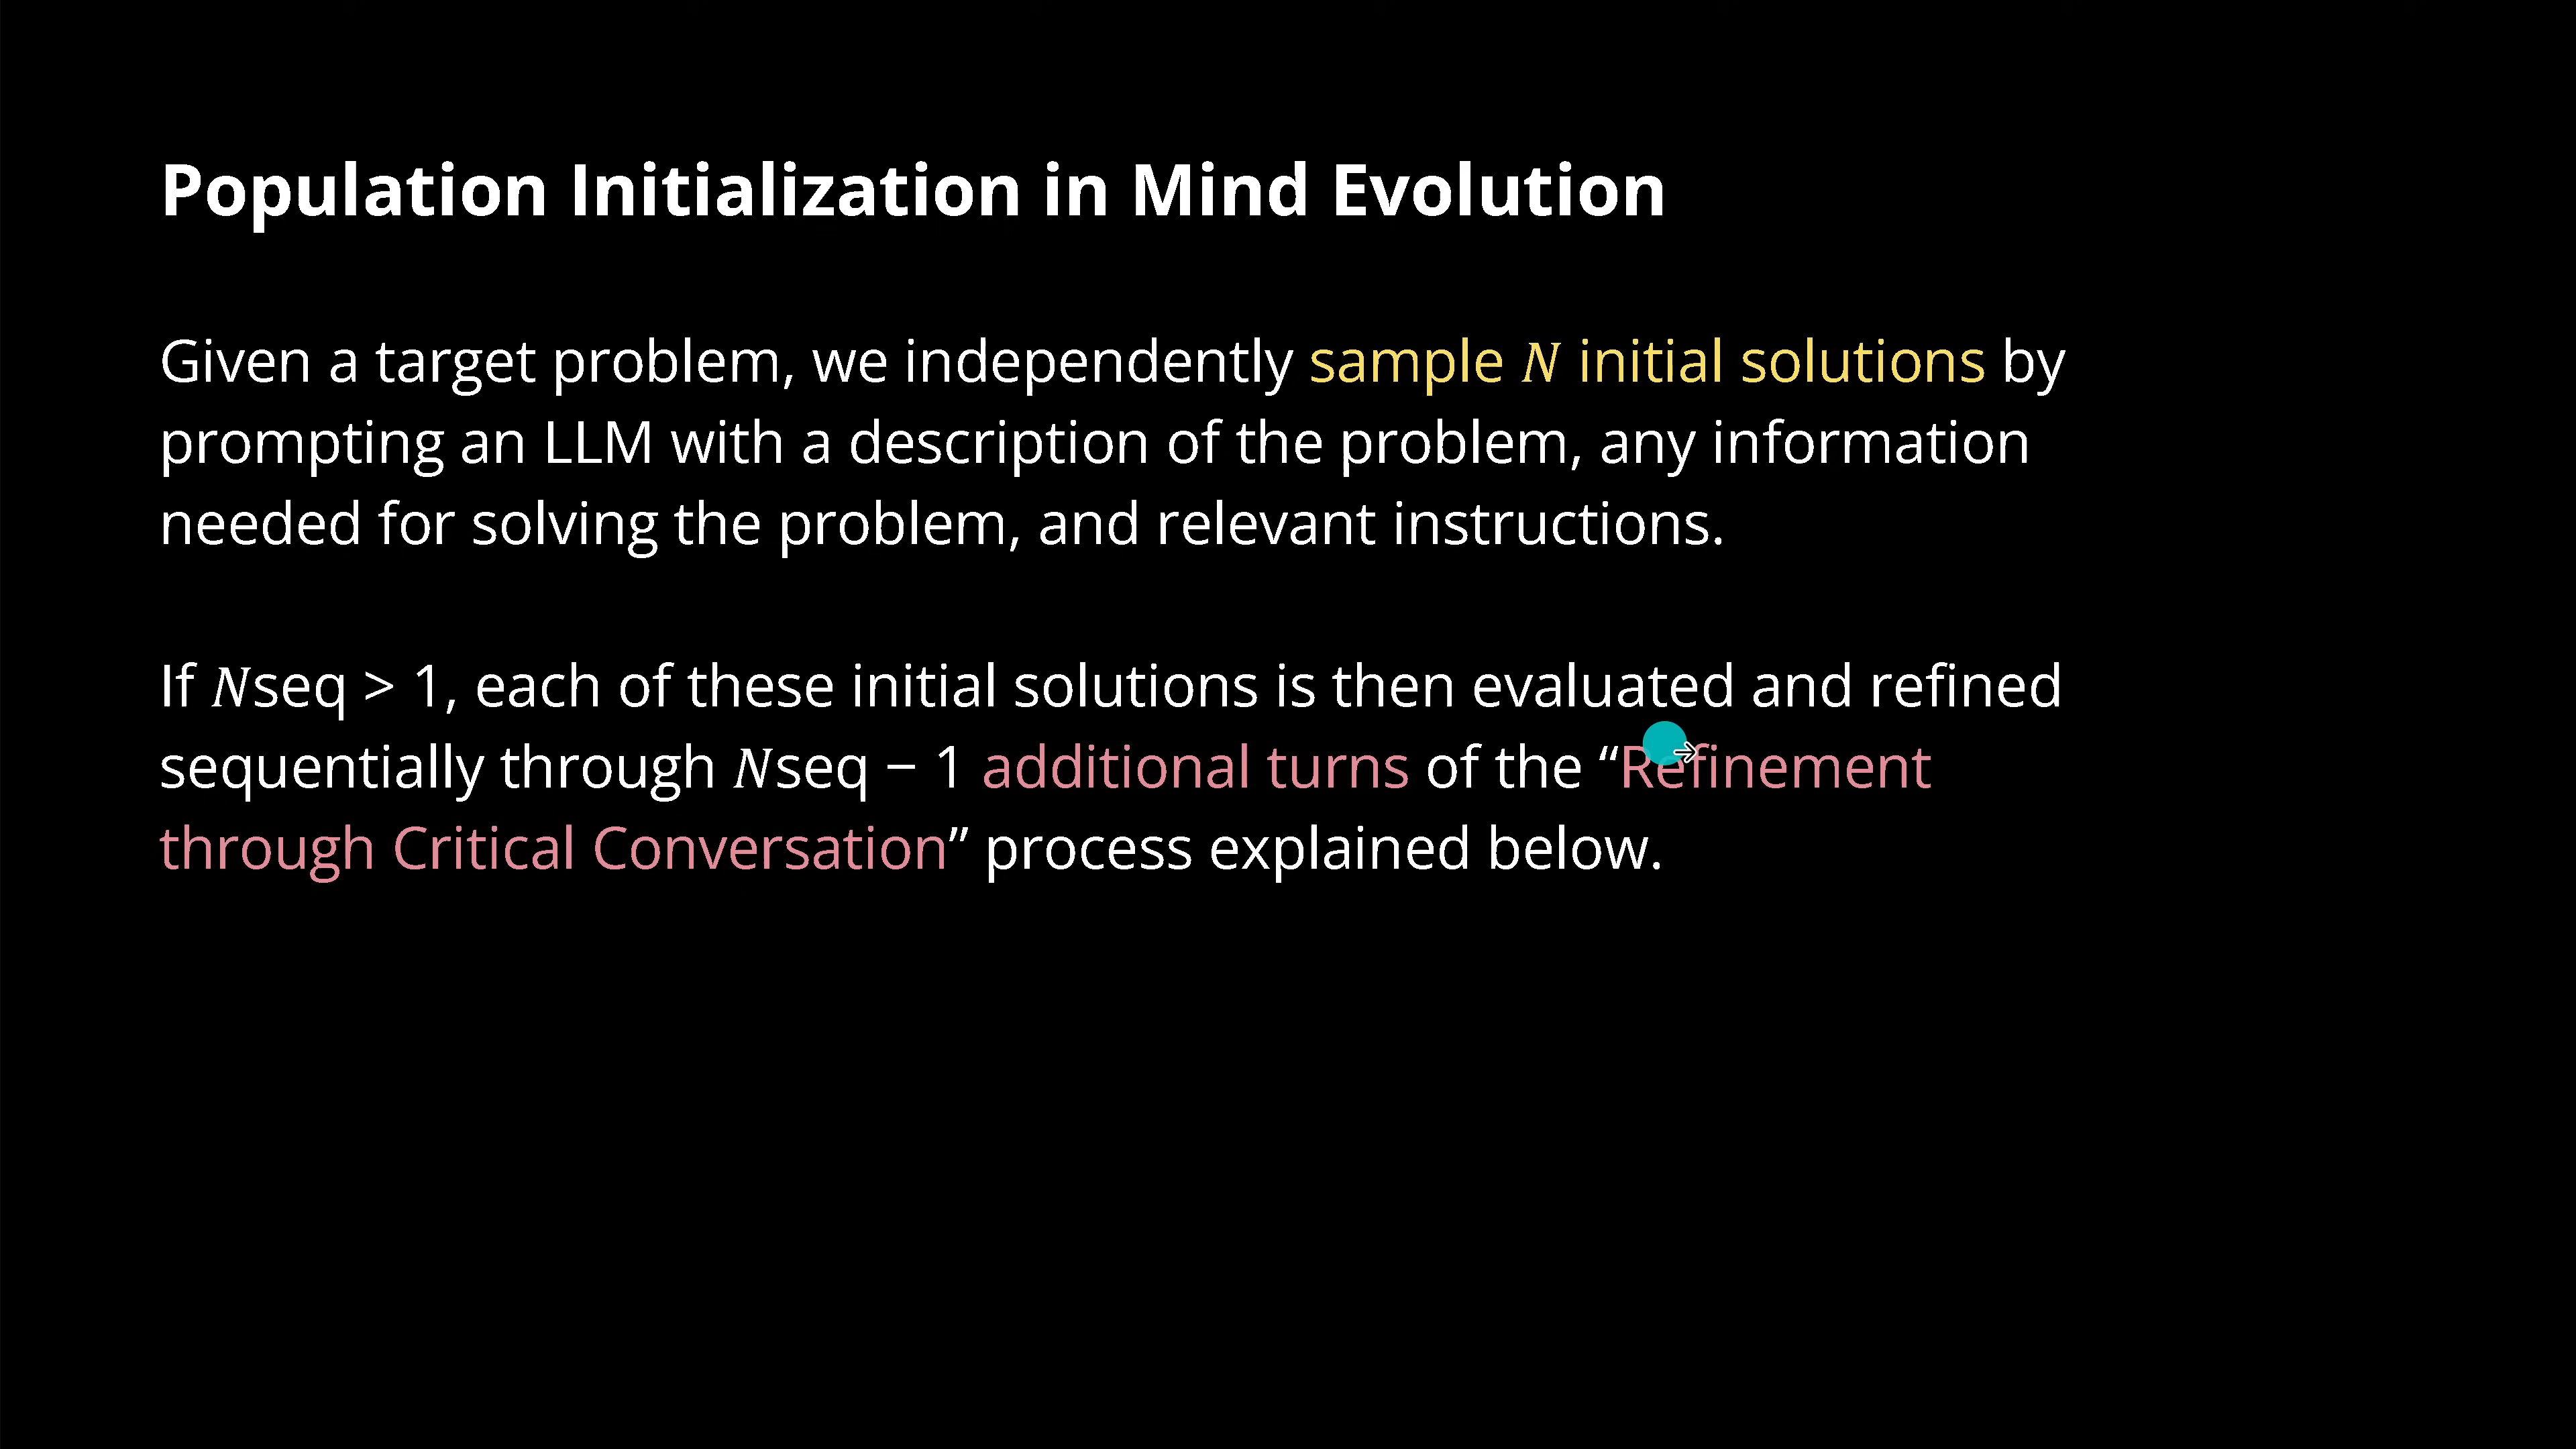 Population Initialization in Mind Evolution
Given a target problem, we independently sample N initial solutions by
prompting an LLM with a description of the problem, any information
needed for solving the problem, and relevant instructions.
If Nseq > 1, each of these initial solutions is then evaluated and refined
sequentially through Nseq − 1 additional turns of the “Refinement
through Critical Conversation” process explained below.